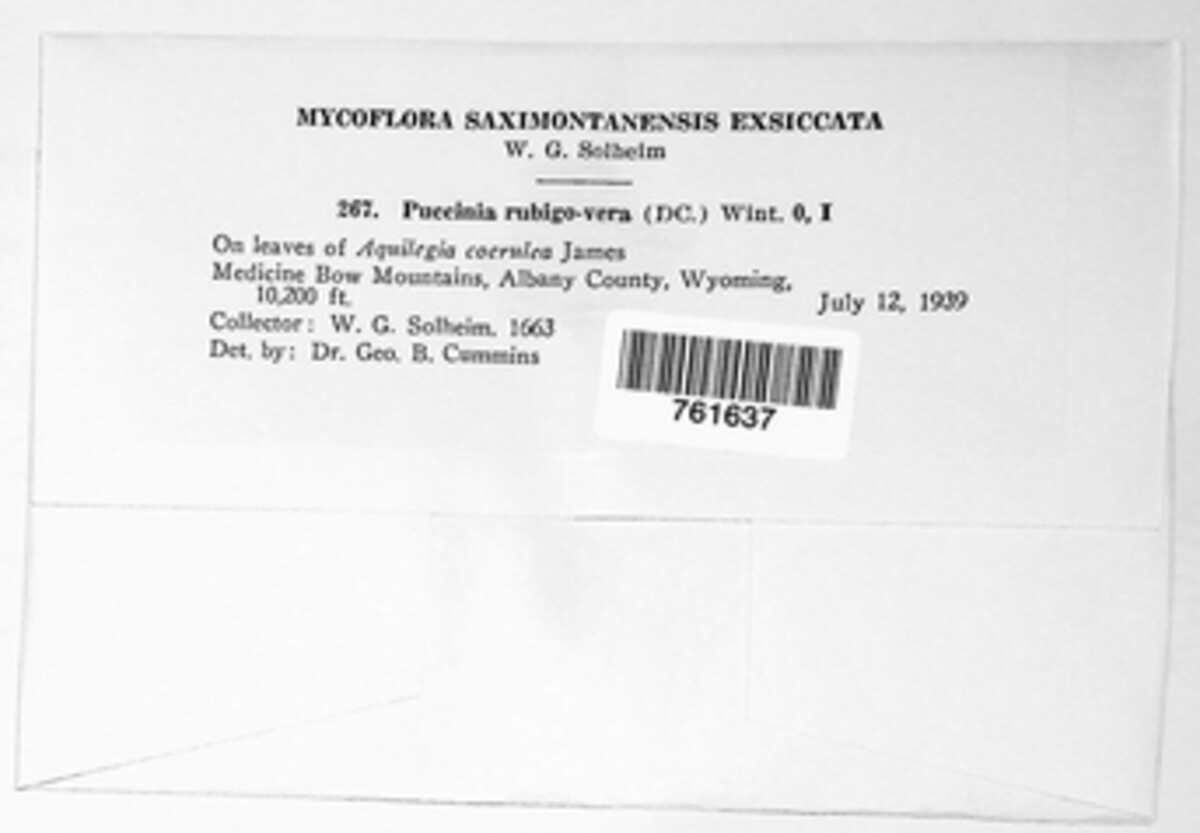 MYCOFLORA SAXIMONTANENSIS EXSICCATA
W. G. Solheim
267. Puccinia rubigo-vera (DC.) Wint. 0, I
On leaves of Aquilegia coerulea James
Medicine Bow Mountains, Albany County, Wyoming,
10,200 ft. July 12, 1939
Collector: W. G. Solheim. 1663
Det. by: Dr. Geo. B. Cummins
761637